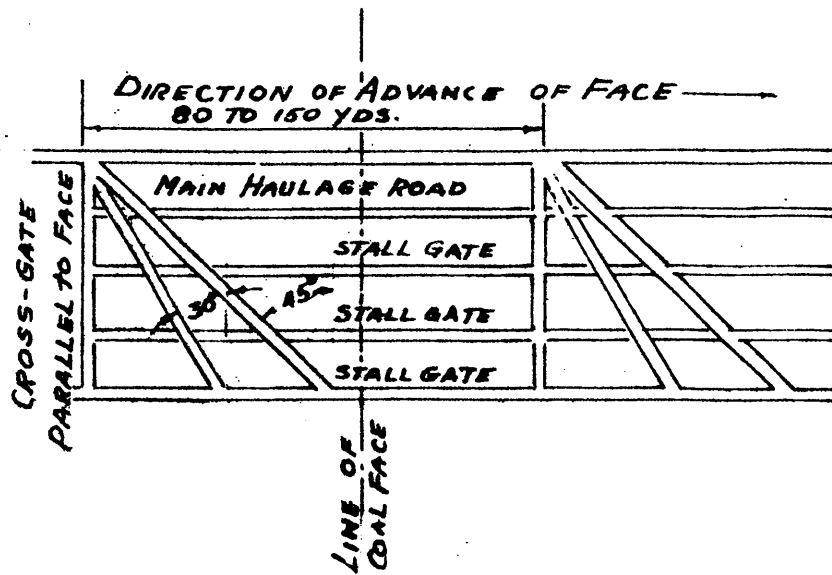 DIRECTION OF ADVANCE OF FACE
80 TO 150 YDS.
MAIN HAULAGE ROAD
STALL GATE
30°
45°
STALL GATE
STALL GATE
CROSS-GATE
PARALLEL TO FACE
LINE OF
COAL FACE